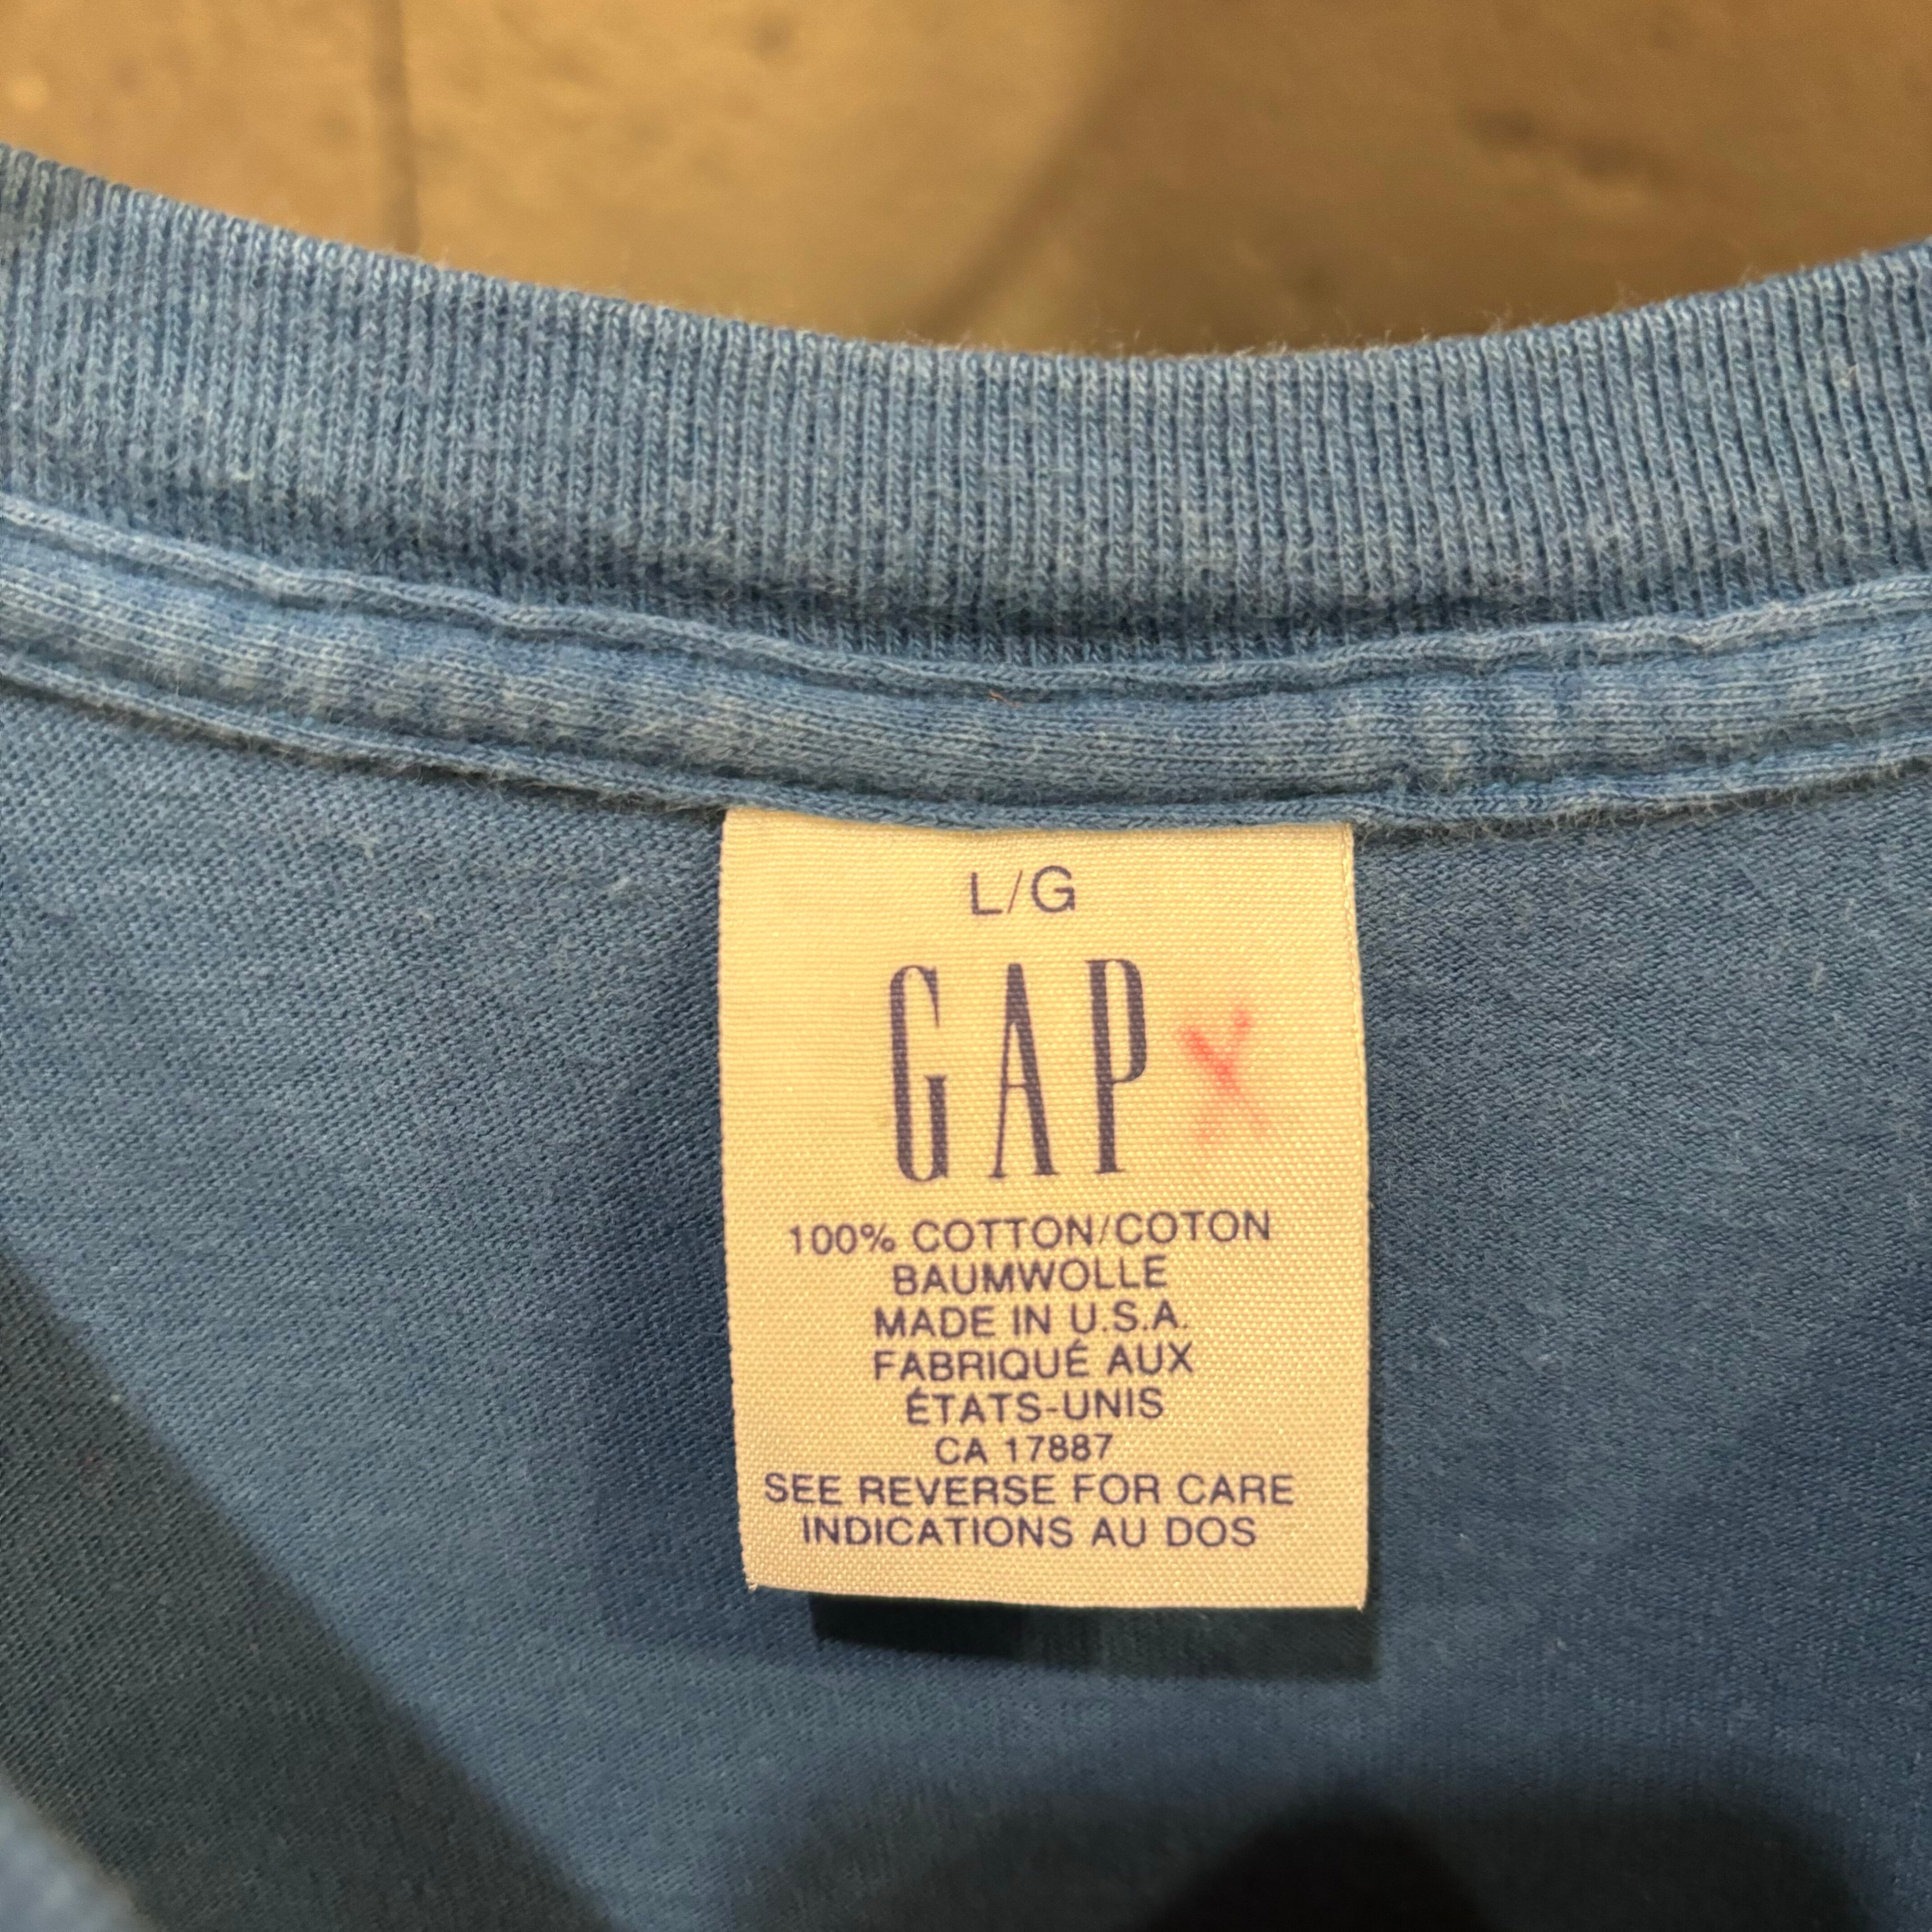 L/G
GAP X
100% COTTON/COTON
BAUMWOLLE
MADE IN U.S.A.
FABRIQUÉ AUX
ÉTATS-UNIS
CA 17887
SEE REVERSE FOR CARE
INDICATIONS AU DOS